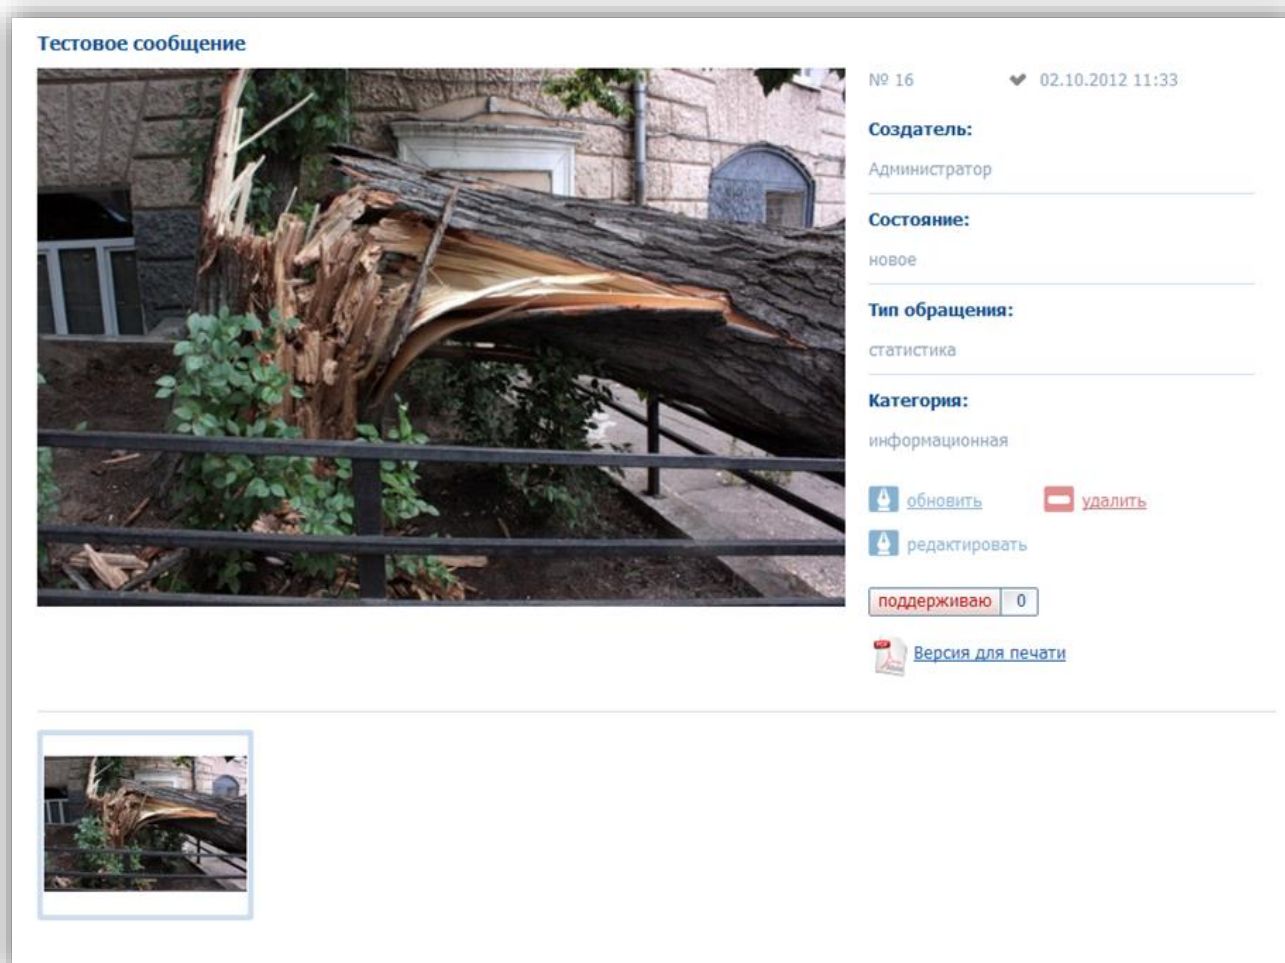 Тестовое сообщение
№ 16 02.10.2012 11:33
Создатель:
Администратор
Состояние:
новое
Тип обращения:
статистика
Категория:
информационная
обновить удалить
редактировать
поддерживаю 0
PDF
Версия для печати